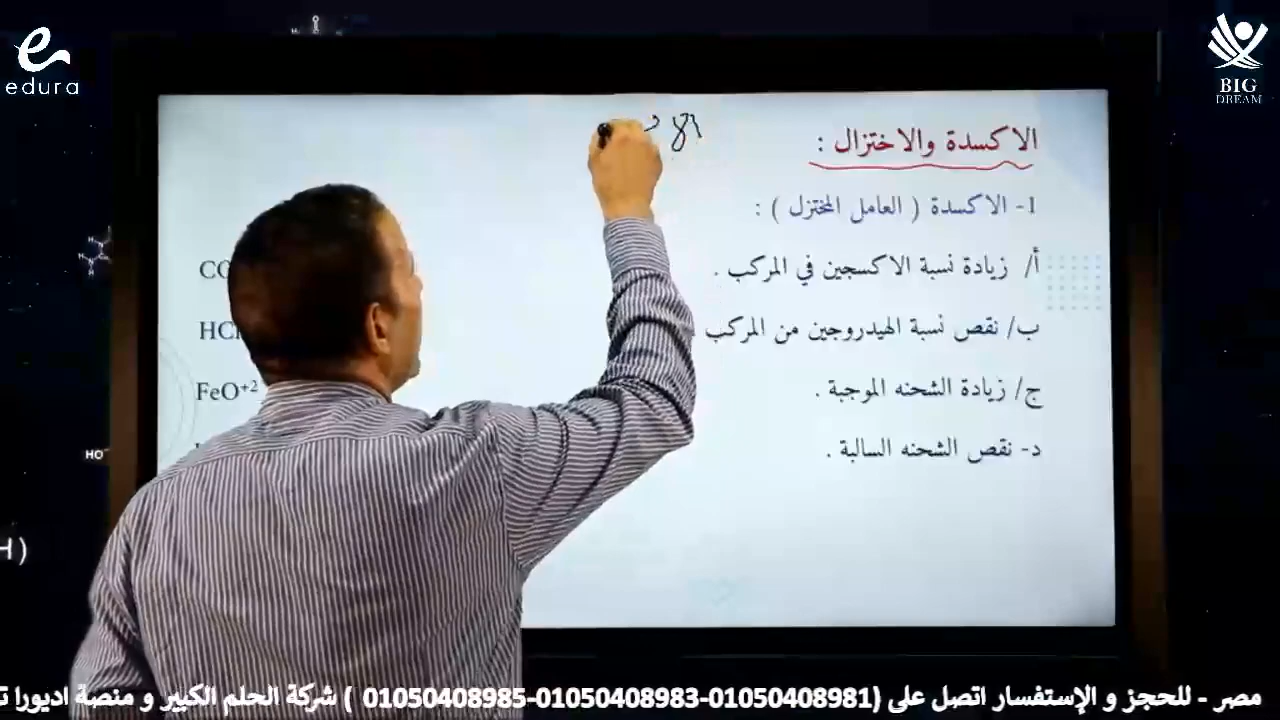 edura
BIG
DREAM
الاكسدة والاختزال :
1- الاكسدة ( العامل المختزل ) :
أ/ زيادة نسبة الاكسجين في المركب .
CO
ب/ نقص نسبة الهيدروجين من المركب
HCl
ج/ زيادة الشحنه الموجبة .
FeO+2
د- نقص الشحنه السالبة .
HO-
H)
مصر - للحجز و الإستفسار اتصل على (01050408981-01050408983-01050408985 ) شركة الحلم الكبير و منصة اديورا